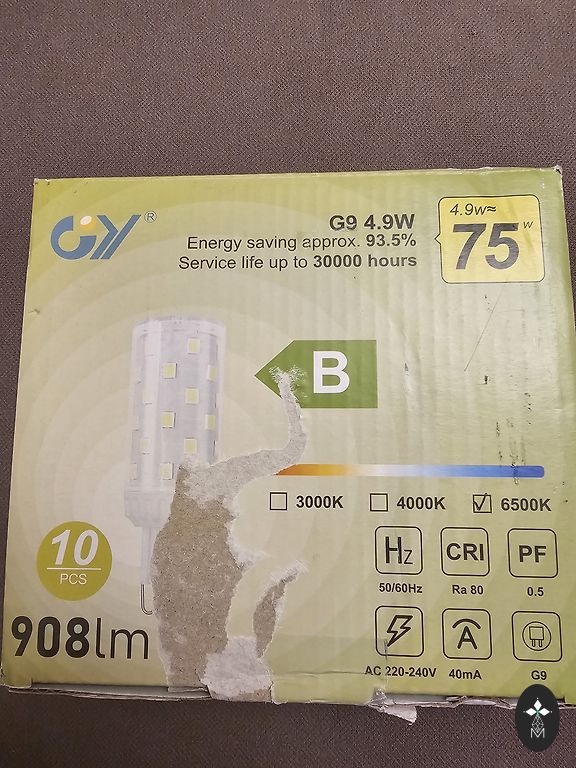 GY®
G9 4.9W
Energy saving approx. 93.5%
Service life up to 30000 hours
4.9w≈
75w
B
3000K
4000K
6500K
10
PCS
908lm
Hz
CRI
PF
50/60Hz
Ra 80
0.5
AC 220-240V
40mA
G9
M